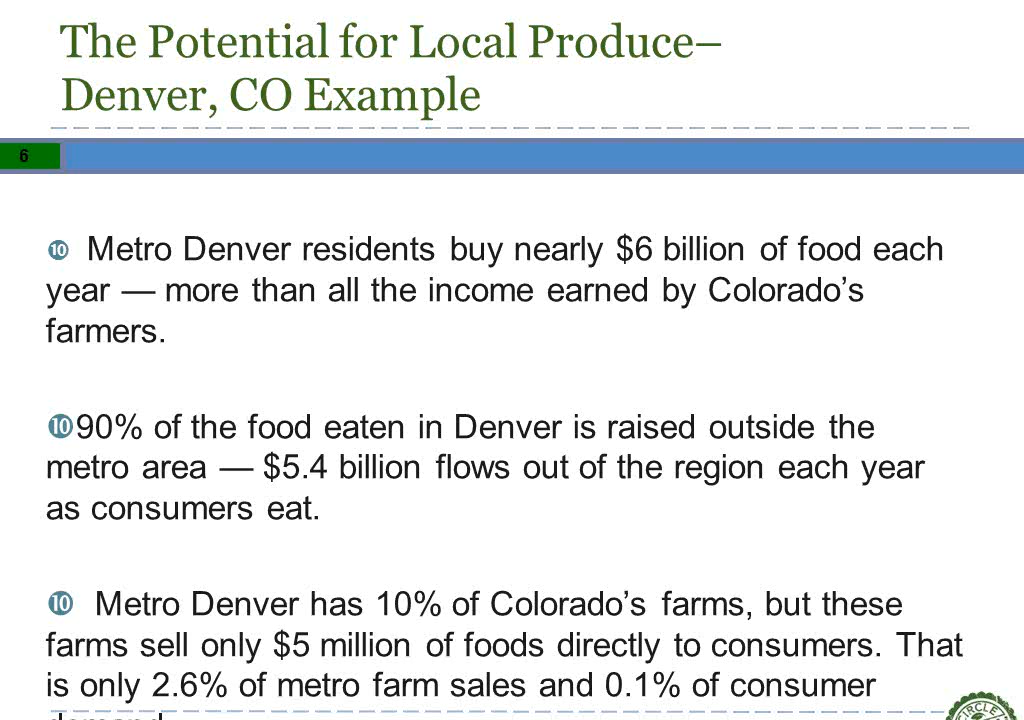 The Potential for Local Produce–
Denver, CO Example
6
⓾ Metro Denver residents buy nearly $6 billion of food each
year — more than all the income earned by Colorado’s
farmers.
⓾90% of the food eaten in Denver is raised outside the
metro area — $5.4 billion flows out of the region each year
as consumers eat.
⓾ Metro Denver has 10% of Colorado’s farms, but these
farms sell only $5 million of foods directly to consumers. That
is only 2.6% of metro farm sales and 0.1% of consumer
demand
CIRCLE